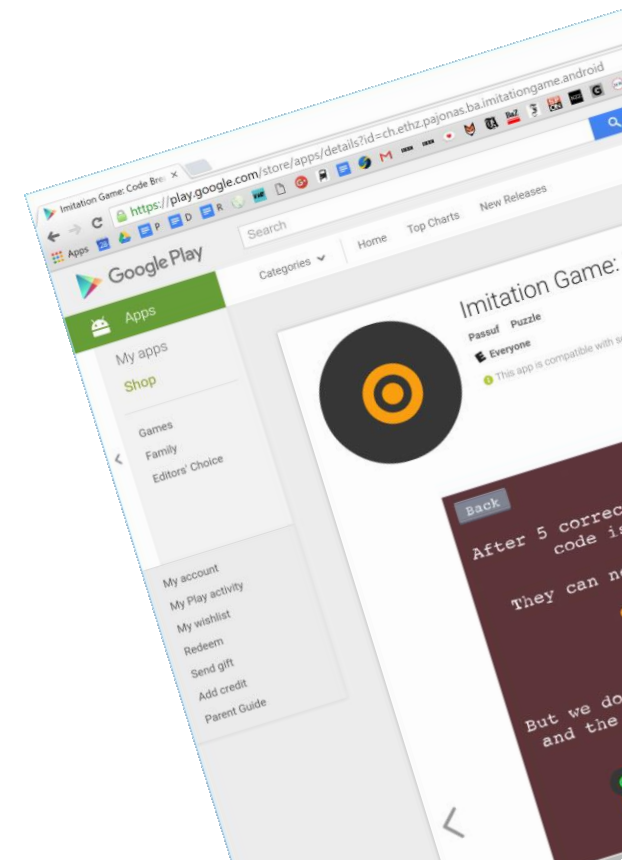 Imitation Game: Code Bre
https://play.google.com/store/apps/details?id=ch.ethz.pajonas.ba.imitationgame.android
Apps
P
D
R
Google Play
Search
Categories
Home
Top Charts
New Releases
Apps
My apps
Shop
Games
Family
Editors' Choice
My account
My Play activity
My wishlist
Redeem
Send gift
Add credit
Parent Guide
Imitation Game:
Passuf Puzzle
Everyone
This app is compatible with
Back
After 5 correc
code is
They can n
But we do
and the